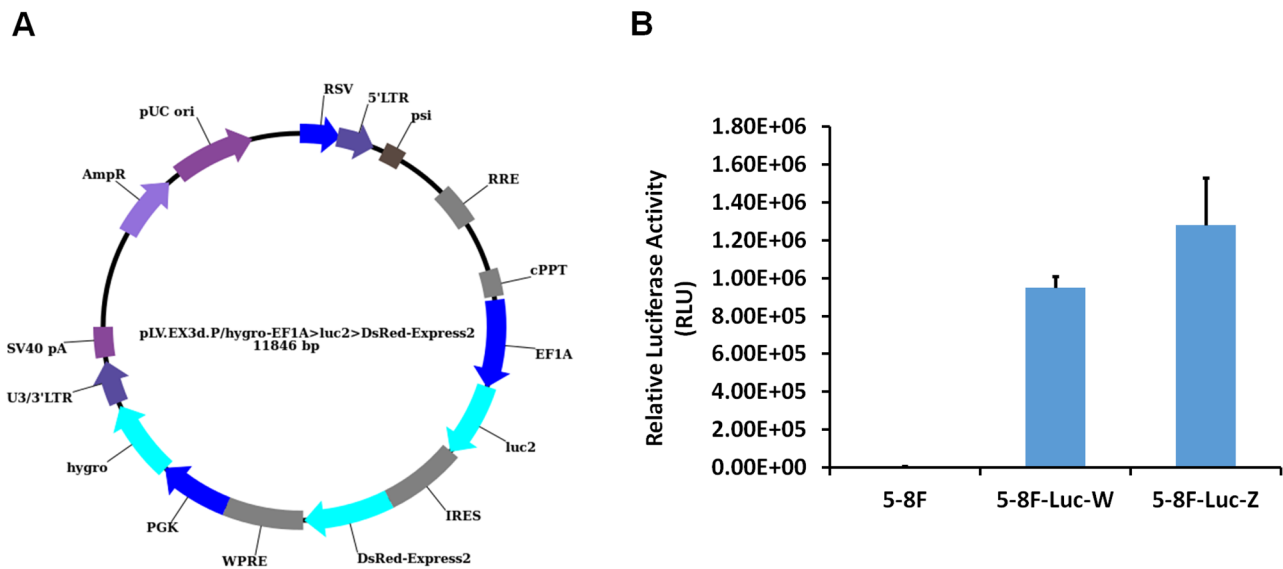 A
RSV
5'LTR
psi
pUC ori
AmpR
RRE
cPPT
pLV.EX3d.P/hygro-EF1A>luc2>DsRed-Express2
11846 bp
SV40 pA
EF1A
U3/3'LTR
luc2
hygro
IRES
PGK
WPRE
DsRed-Express2
B
Relative Luciferase Activity
(RLU)
1.80E+06
1.60E+06
1.40E+06
1.20E+06
1.00E+06
8.00E+05
6.00E+05
4.00E+05
2.00E+05
0.00E+00
5-8F
5-8F-Luc-W
5-8F-Luc-Z